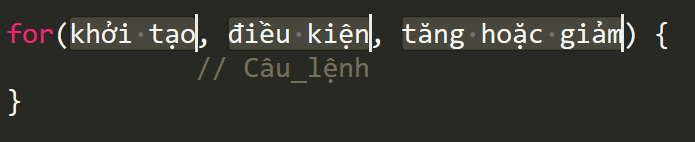 for(khởi tạo, điều kiện, tăng hoặc giảm) {
// Câu_lệnh
}